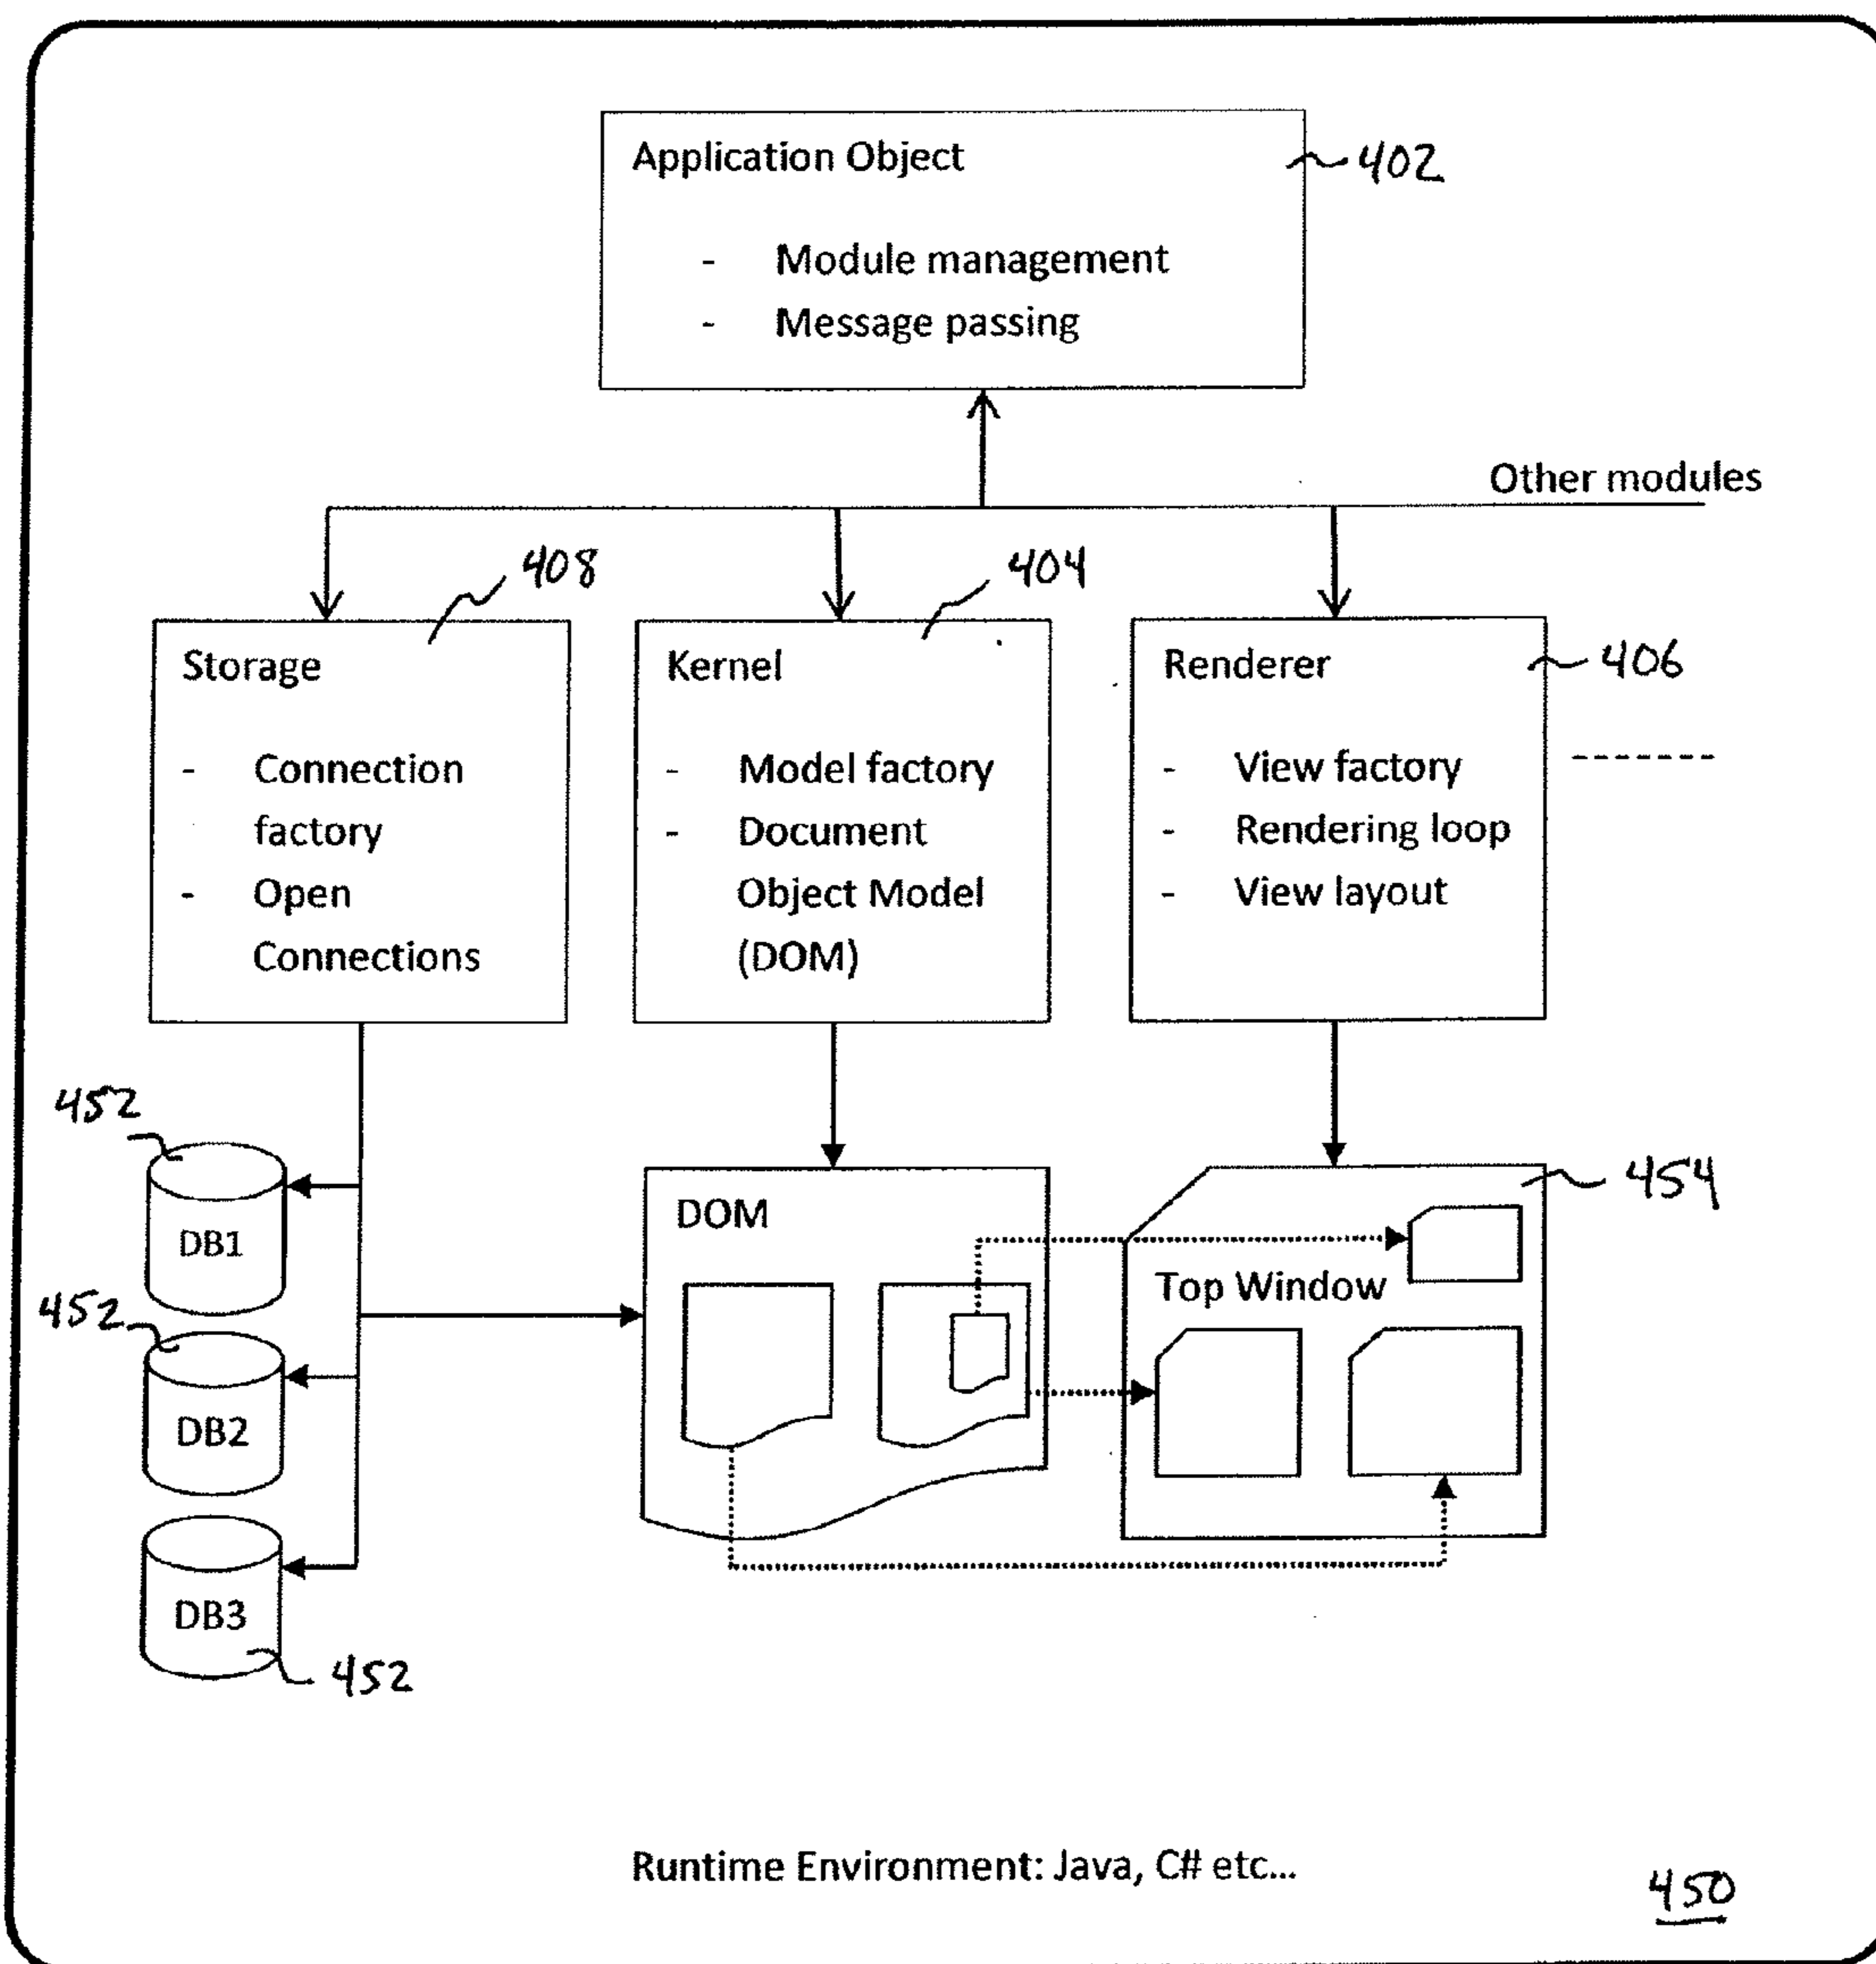 Application Object
402
- Module management
- Message passing
Other modules
408
404
Storage
- Connection
factory
- Open
Connections
Kernel
- Model factory
- Document
Object Model
(DOM)
Renderer
406
- View factory
- Rendering loop
- View layout
452
DB1
452
DB2
DB3
452
DOM
454
Top Window
Runtime Environment: Java, C# etc...
450